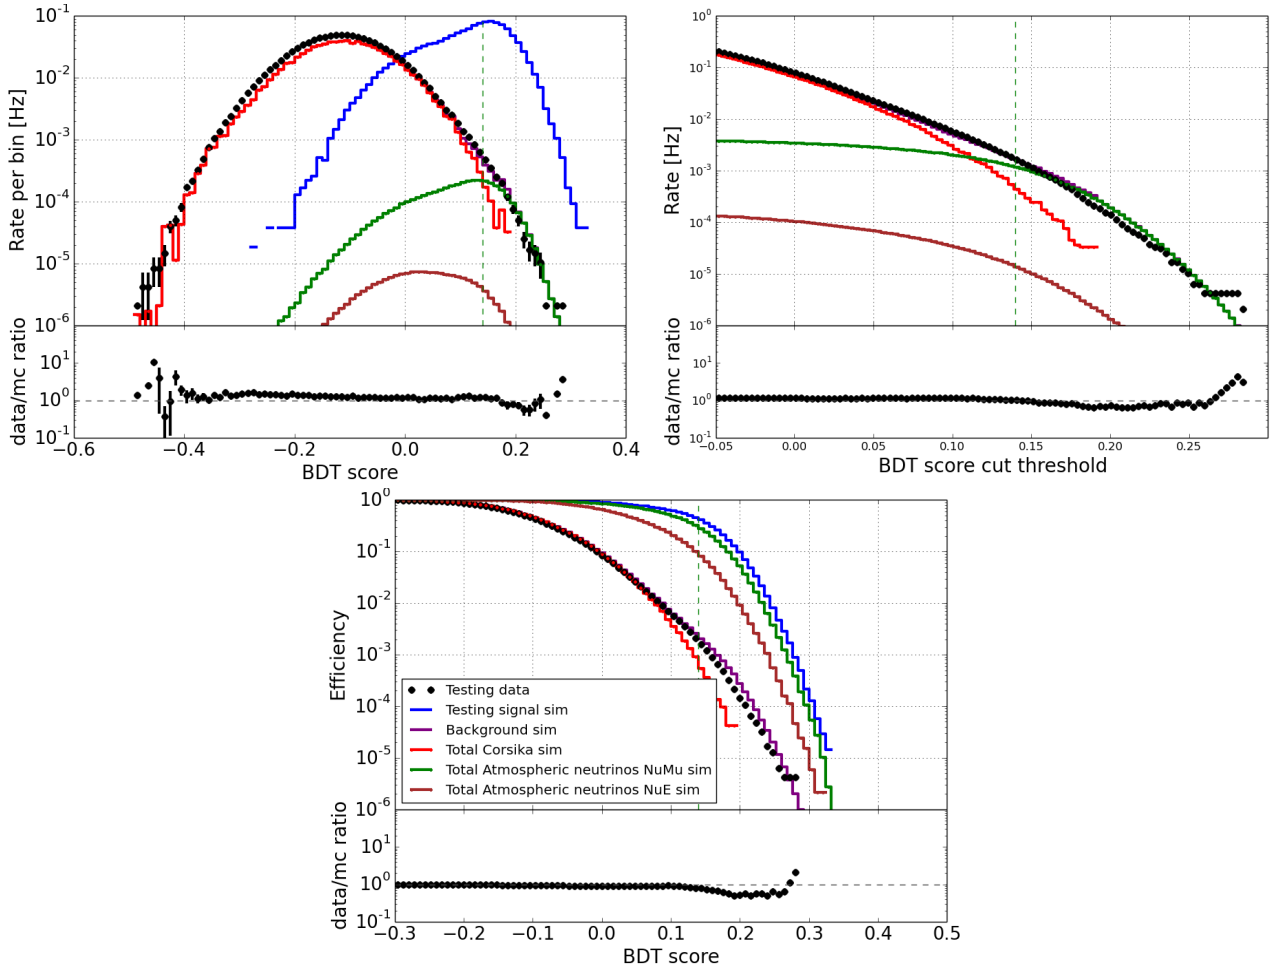 Rate per bin [Hz]
10⁻¹
10⁻²
10⁻³
10⁻⁴
10⁻⁵
10⁻⁶
data/mc ratio
10¹
10⁰
10⁻¹
−0.6 −0.4 −0.2 0.0 0.2 0.4
BDT score
Rate [Hz]
10⁰
10⁻¹
10⁻²
10⁻³
10⁻⁴
10⁻⁵
10⁻⁶
data/mc ratio
10¹
10⁰
10⁻¹
−0.05 0.00 0.05 0.10 0.15 0.20 0.25
BDT score cut threshold
Efficiency
10⁰
10⁻¹
10⁻²
10⁻³
10⁻⁴
10⁻⁵
10⁻⁶
Testing data
Testing signal sim
Background sim
Total Corsika sim
Total Atmospheric neutrinos NuMu sim
Total Atmospheric neutrinos NuE sim
data/mc ratio
10¹
10⁰
10⁻¹
−0.3 −0.2 −0.1 0.0 0.1 0.2 0.3 0.4 0.5
BDT score